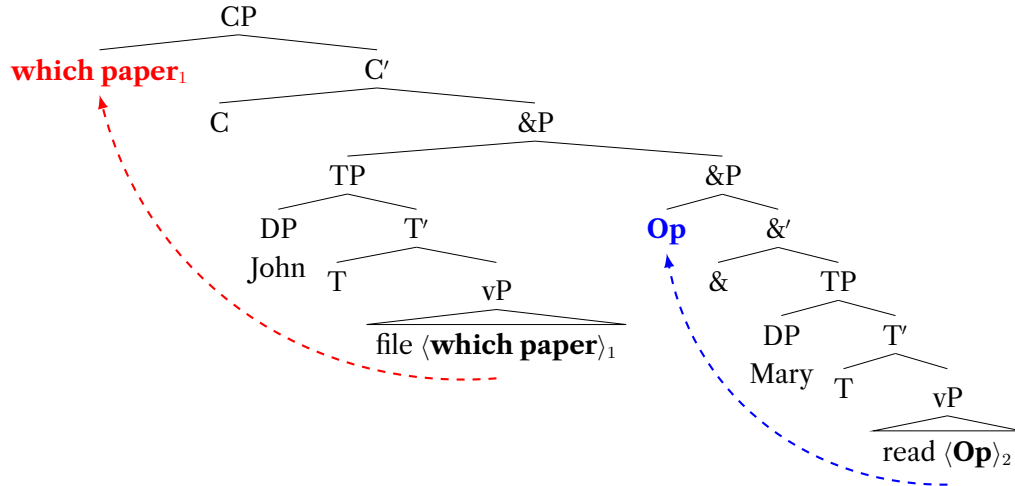 CP
which paper₁ C′
C &P
TP &P
DP T′ Op &′
John T vP & TP
file ⟨which paper⟩₁ DP T′
Mary T vP
read ⟨Op⟩₂